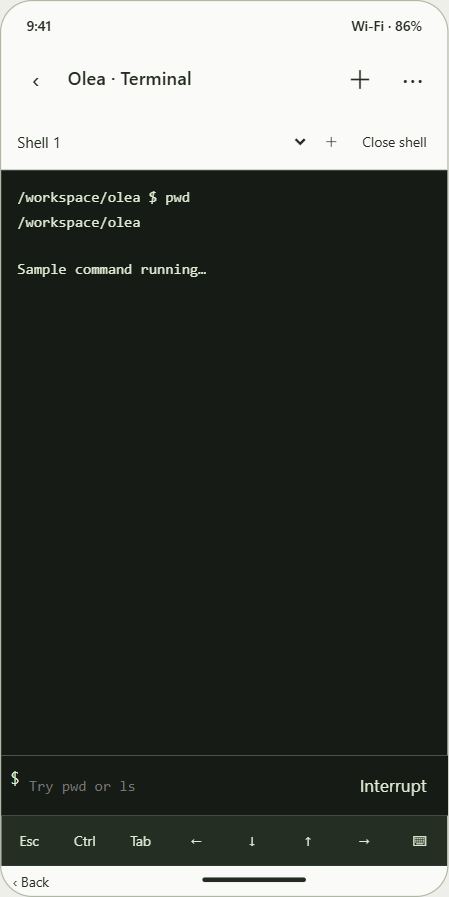 9:41 Wi-Fi · 86%
‹ Olea · Terminal + ...
Shell 1 + Close shell
/workspace/olea $ pwd
/workspace/olea
Sample command running…
$ Try pwd or ls Interrupt
Esc Ctrl Tab ← ↓ ↑ →
‹ Back